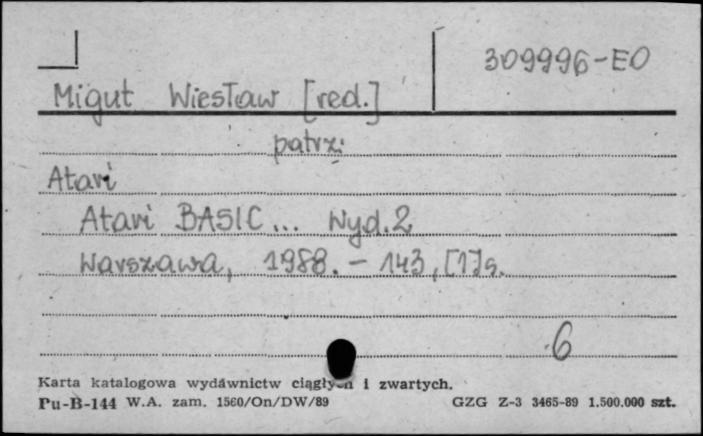 309996-EO
Migut Wiesław [red.]
patrz:
Atari
Atari BASIC... Wyd.2
Warszawa, 1988. - 143, [1]s.
6
Karta katalogowa wydáwnictw ciągłych i zwartych.
Pu-B-144 W.A. zam. 1560/On/DW/89 GZG Z-3 3465-89 1.500.000 szt.